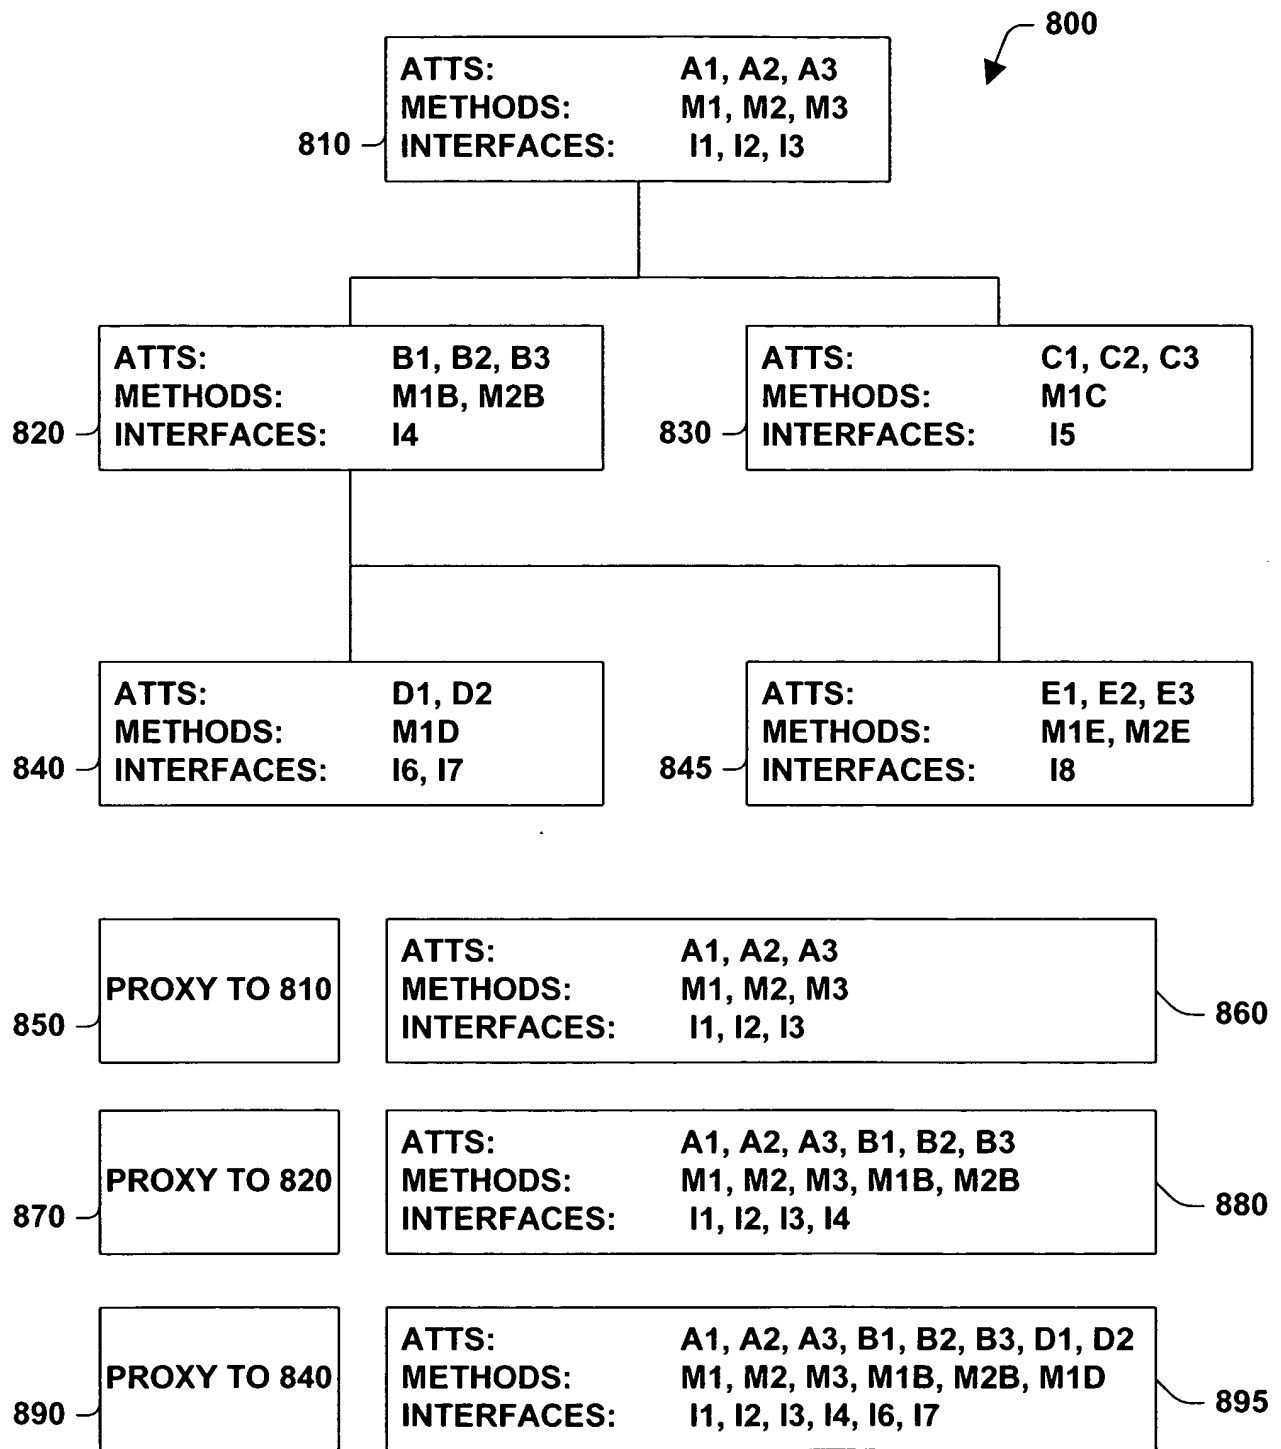 800
ATTS: A1, A2, A3
METHODS: M1, M2, M3
810 INTERFACES: I1, I2, I3
ATTS: B1, B2, B3
METHODS: M1B, M2B
820 INTERFACES: I4
ATTS: C1, C2, C3
METHODS: M1C
830 INTERFACES: I5
ATTS: D1, D2
METHODS: M1D
840 INTERFACES: I6, I7
ATTS: E1, E2, E3
METHODS: M1E, M2E
845 INTERFACES: I8
PROXY TO 810
850
ATTS: A1, A2, A3
METHODS: M1, M2, M3
INTERFACES: I1, I2, I3
860
PROXY TO 820
870
ATTS: A1, A2, A3, B1, B2, B3
METHODS: M1, M2, M3, M1B, M2B
INTERFACES: I1, I2, I3, I4
880
PROXY TO 840
890
ATTS: A1, A2, A3, B1, B2, B3, D1, D2
METHODS: M1, M2, M3, M1B, M2B, M1D
INTERFACES: I1, I2, I3, I4, I6, I7
895